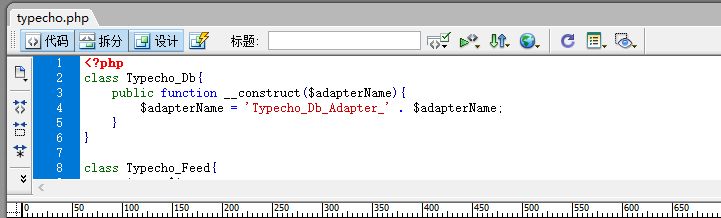 typecho.php
代码 拆分 设计 标题:
1 <?php
2 class Typecho_Db{
3 public function __construct($adapterName){
4 $adapterName = 'Typecho_Db_Adapter_' . $adapterName;
5 }
6 }
7
8 class Typecho_Feed{
0 50 100 150 200 250 300 350 400 450 500 550 600 650